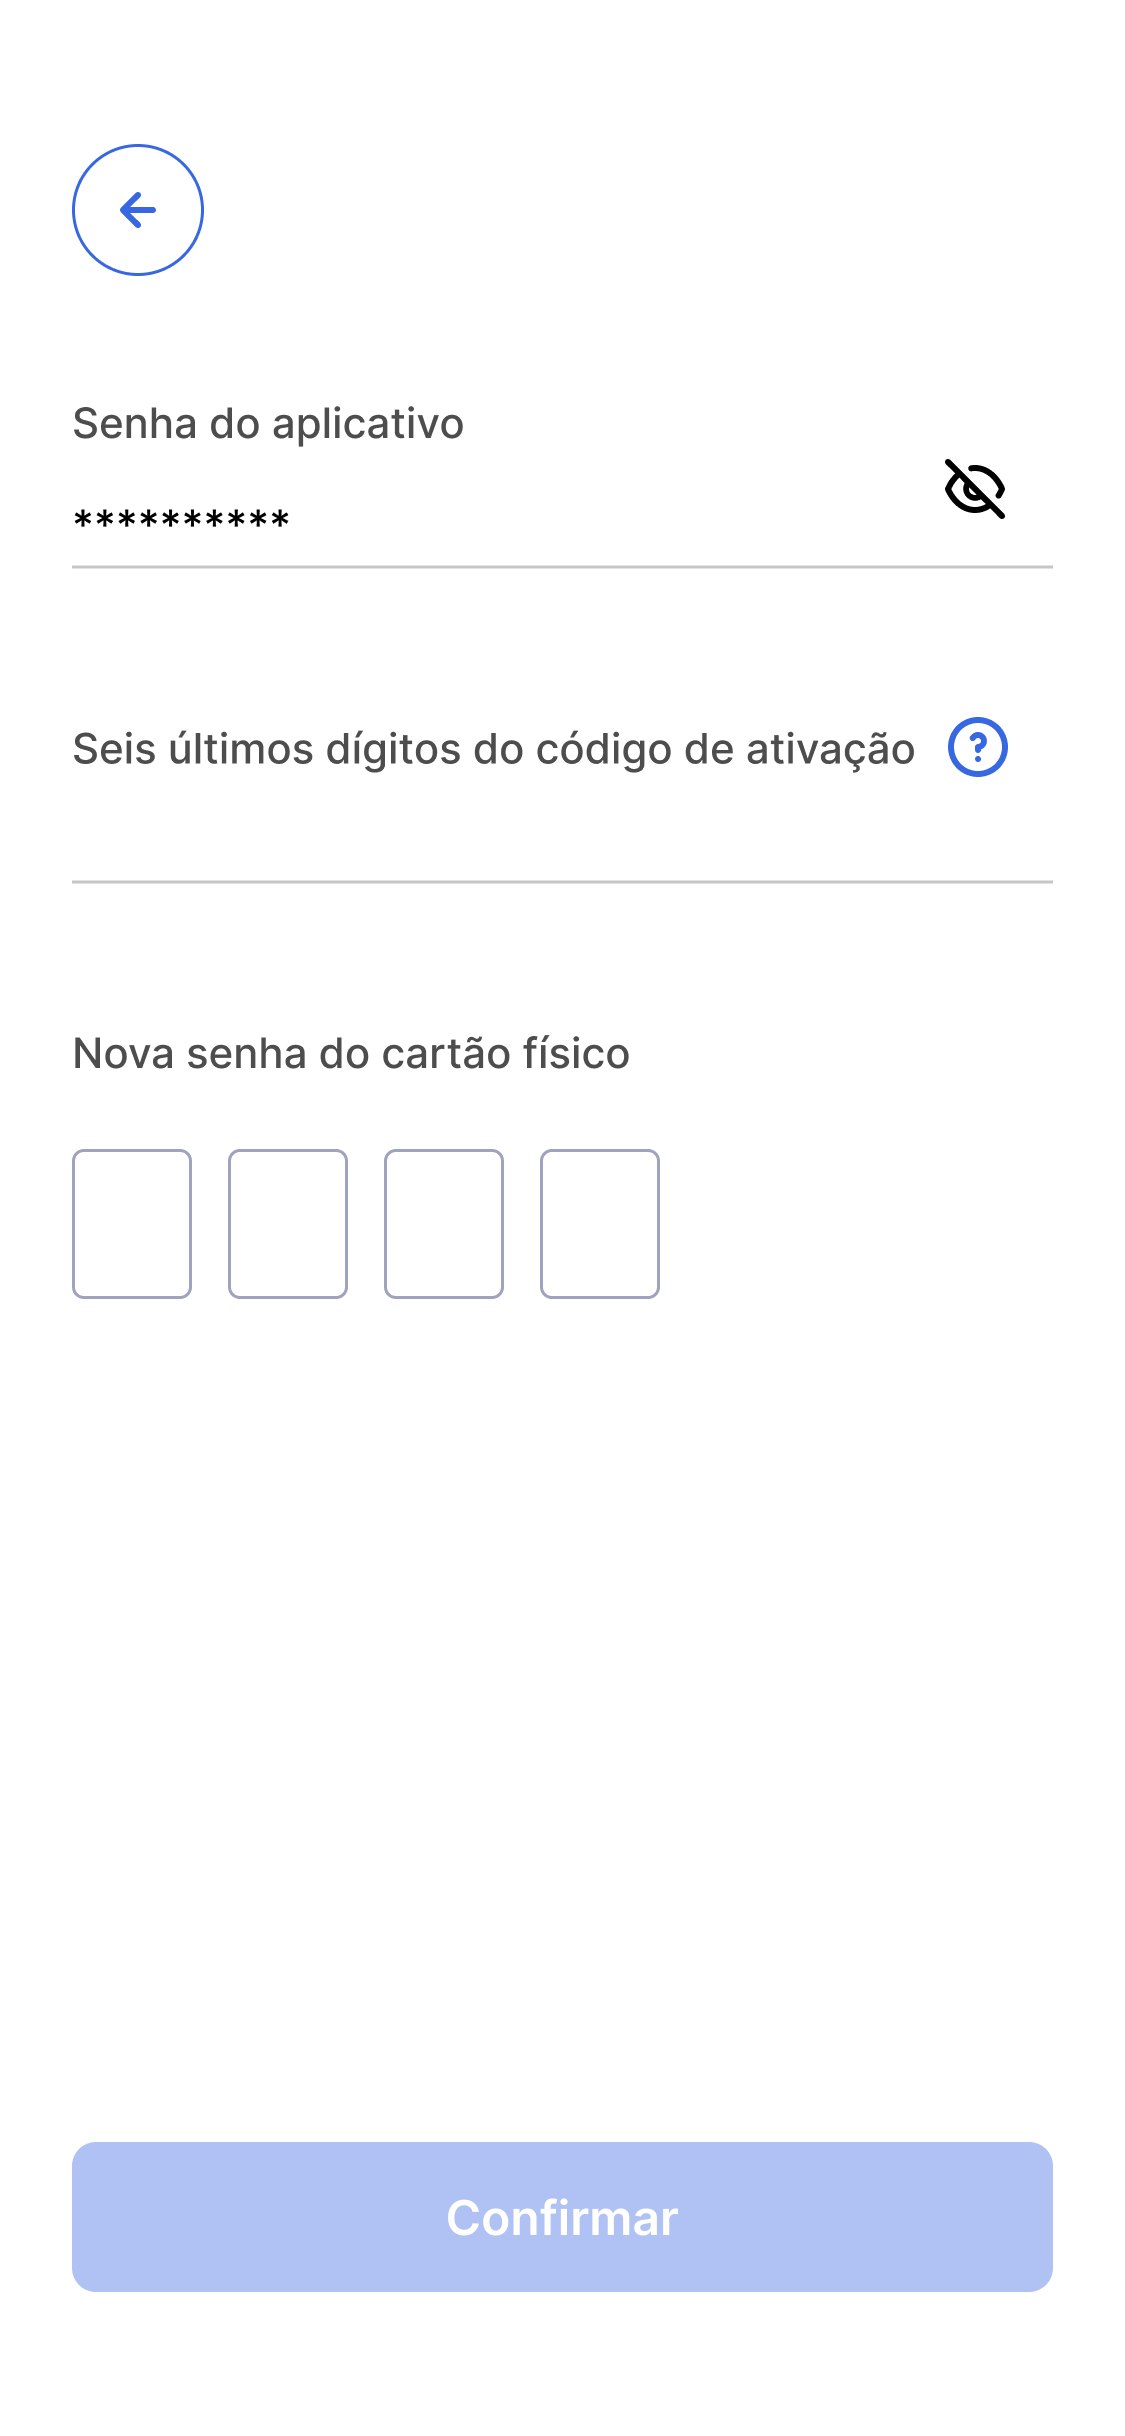 Senha do aplicativo
**********
Seis últimos dígitos do código de ativação ?
Nova senha do cartão físico
Confirmar